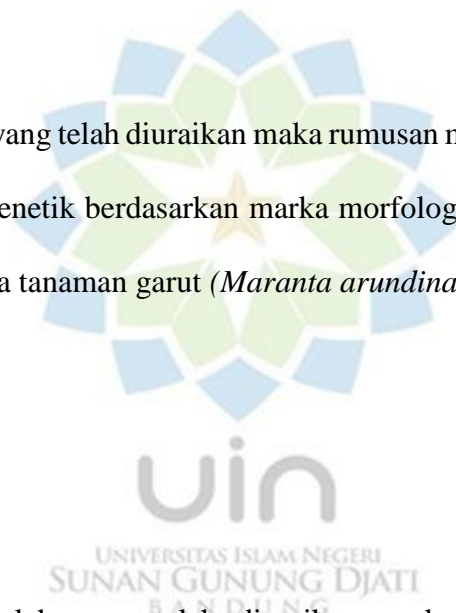 yang telah diuraikan maka rumusan
enetik berdasarkan marka morfolog
a tanaman garut (Maranta arundina
uin
UNIVERSITAS ISLAM NEGERI
SUNAN GUNUNG DJATI
BANDUNG